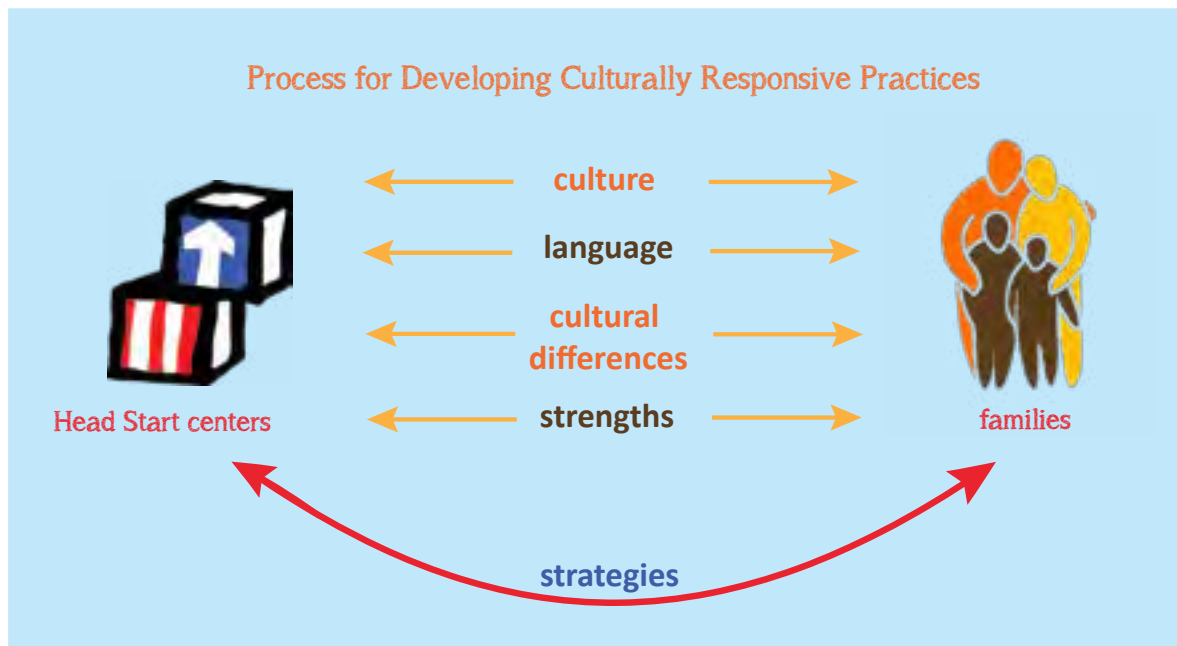 Process for Developing Culturally Responsive Practices
culture
language
cultural
differences
strengths
Head Start centers
families
strategies